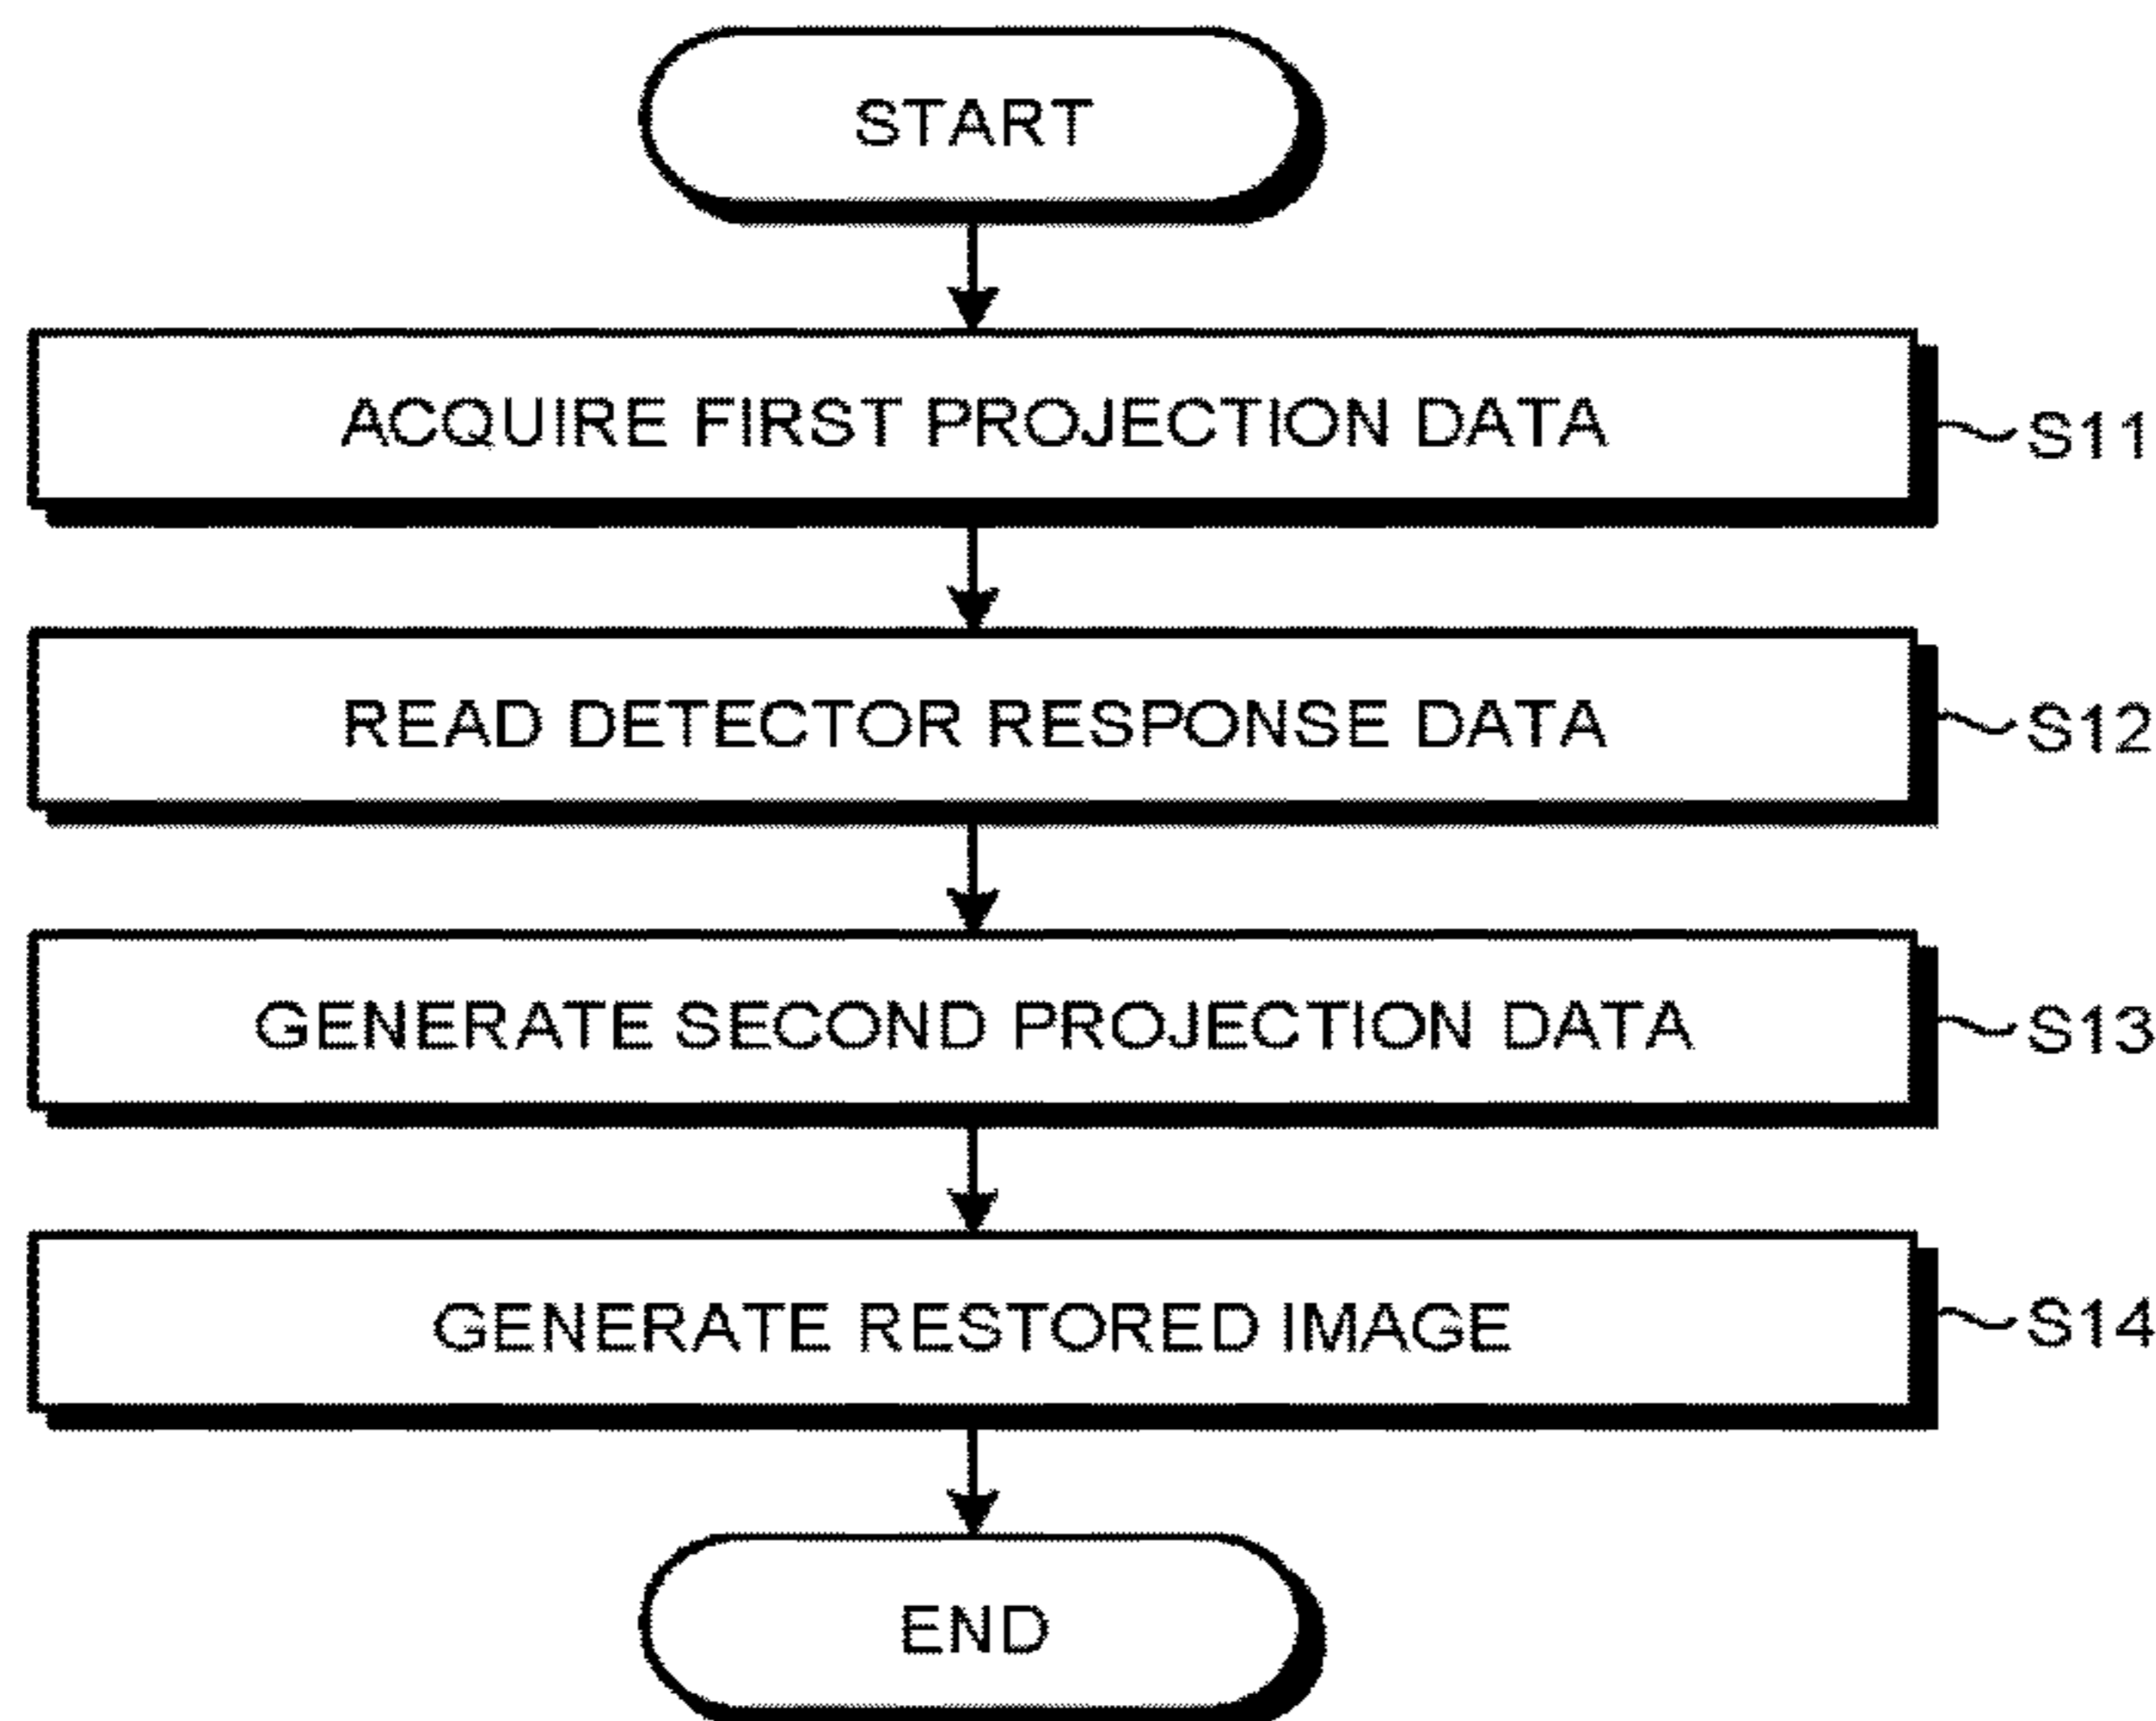 START
ACQUIRE FIRST PROJECTION DATA
S11
READ DETECTOR RESPONSE DATA
S12
GENERATE SECOND PROJECTION DATA
S13
GENERATE RESTORED IMAGE
S14
END